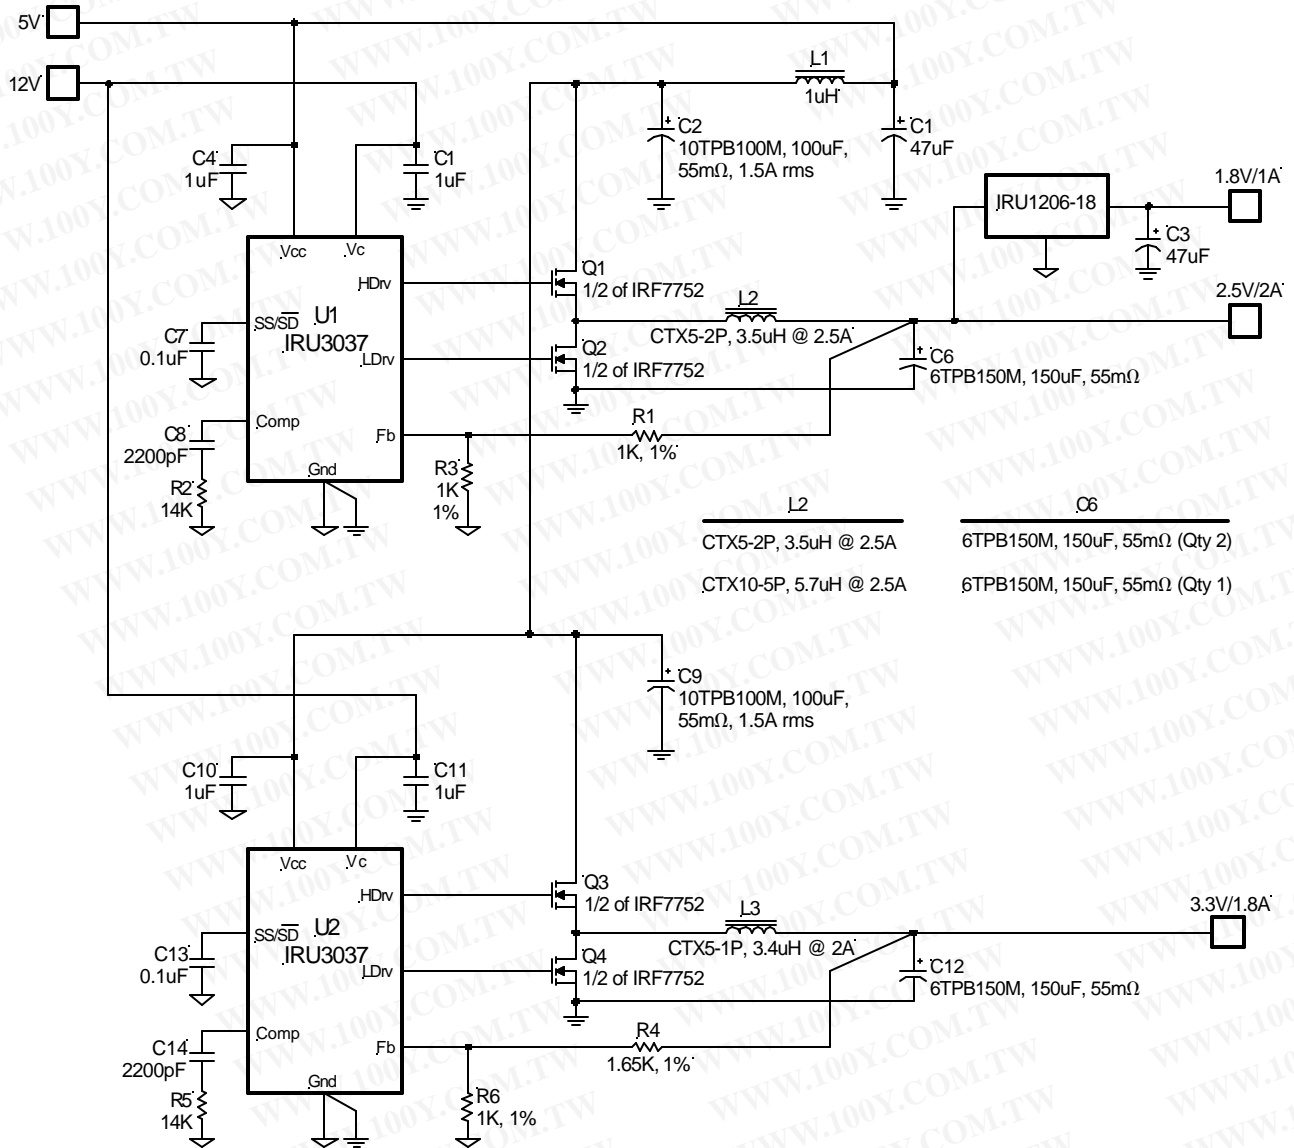 5V
12V
L1
1uH
C4
1uF
C1
1uF
C2
10TPB100M, 100uF,
55mΩ, 1.5A rms
C1
47uF
1.8V/1A
IRU1206-18
C3
47uF
Vcc
Vc
HDrv
Q1
1/2 of IRF7752
2.5V/2A
SS/SD
U1
IRU3037
L2
CTX5-2P, 3.5uH @ 2.5A
C7
0.1uF
LDrv
Q2
1/2 of IRF7752
C6
6TPB150M, 150uF, 55mΩ
Comp
Fb
R1
1K, 1%
C8
2200pF
R3
1K
1%
Gnd
R2
14K
L2
C6
CTX5-2P, 3.5uH @ 2.5A
6TPB150M, 150uF, 55mΩ (Qty 2)
CTX10-5P, 5.7uH @ 2.5A
6TPB150M, 150uF, 55mΩ (Qty 1)
C9
10TPB100M, 100uF,
55mΩ, 1.5A rms
C10
1uF
C11
1uF
Vcc
Vc
HDrv
Q3
1/2 of IRF7752
3.3V/1.8A
SS/SD
U2
IRU3037
L3
CTX5-1P, 3.4uH @ 2A
C13
0.1uF
LDrv
Q4
1/2 of IRF7752
C12
6TPB150M, 150uF, 55mΩ
Comp
Fb
R4
1.65K, 1%
C14
2200pF
Gnd
R5
14K
R6
1K, 1%
WWW.100Y.COM.TW